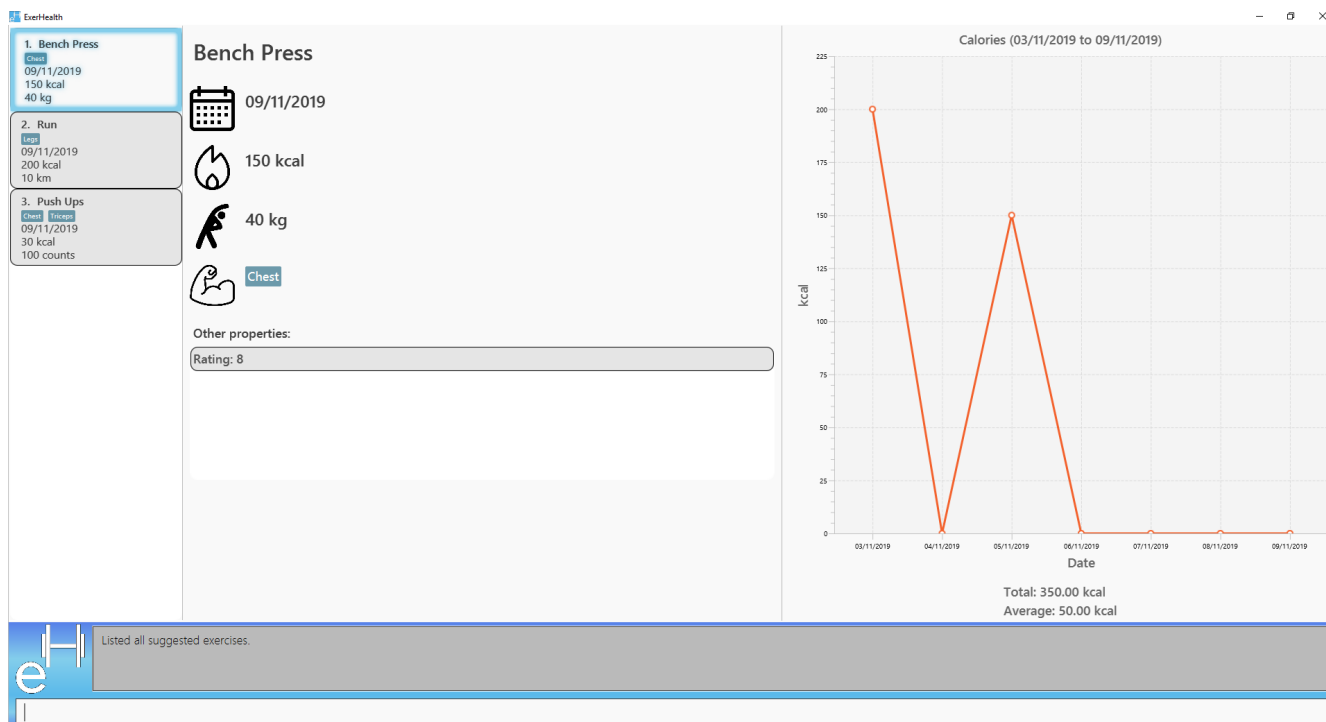 ExerHealth
1. Bench Press
Chest
09/11/2019
150 kcal
40 kg
2. Run
Legs
09/11/2019
200 kcal
10 km
3. Push Ups
Chest Triceps
09/11/2019
30 kcal
100 counts
Bench Press
09/11/2019
150 kcal
40 kg
Chest
Other properties:
Rating: 8
Calories (03/11/2019 to 09/11/2019)
225
200
175
150
125
100
75
50
25
0
kcal
03/11/2019 04/11/2019 05/11/2019 06/11/2019 07/11/2019 08/11/2019 09/11/2019
Date
Total: 350.00 kcal
Average: 50.00 kcal
eH
Listed all suggested exercises.